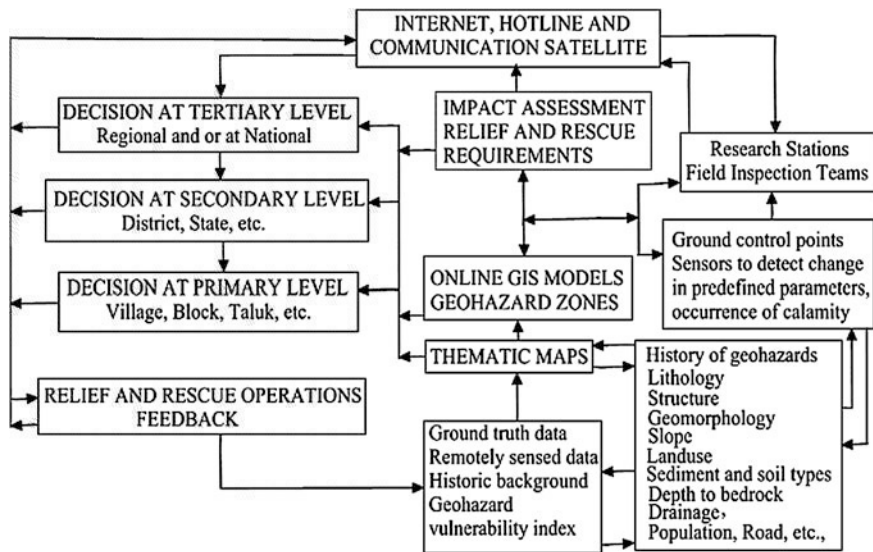 INTERNET, HOTLINE AND
COMMUNICATION SATELLITE
DECISION AT TERTIARY LEVEL
Regional and or at National
IMPACT ASSESSMENT
RELIEF AND RESCUE
REQUIREMENTS
Research Stations
Field Inspection Teams
DECISION AT SECONDARY LEVEL
District, State, etc.
Ground control points
Sensors to detect change
in predefined parameters,
occurrence of calamity
DECISION AT PRIMARY LEVEL
Village, Block, Taluk, etc.
ONLINE GIS MODELS
GEOHAZARD ZONES
THEMATIC MAPS
History of geohazards
Lithology
Structure
Geomorphology
Slope
Landuse
Sediment and soil types
Depth to bedrock
Drainage,
Population, Road, etc.,
RELIEF AND RESCUE OPERATIONS
FEEDBACK
Ground truth data
Remotely sensed data
Historic background
Geohazard
vulnerability index